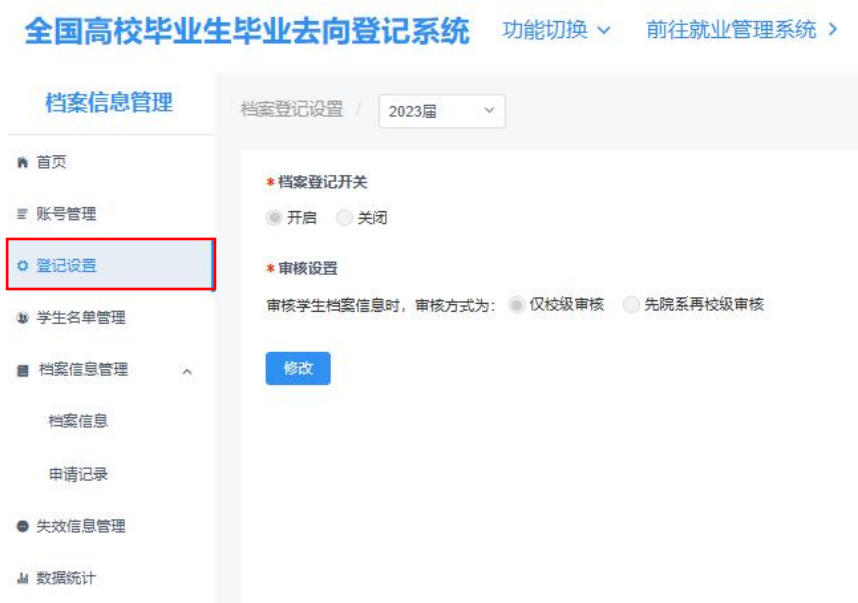 全国高校毕业生毕业去向登记系统 功能切换 前往就业管理系统
档案信息管理
档案登记设置 / 2023届
首页
账号管理
登记设置
学生名单管理
档案信息管理
档案信息
申请记录
失效信息管理
数据统计
*档案登记开关
开启 关闭
*审核设置
审核学生档案信息时，审核方式为： 仅校级审核 先院系再校级审核
修改